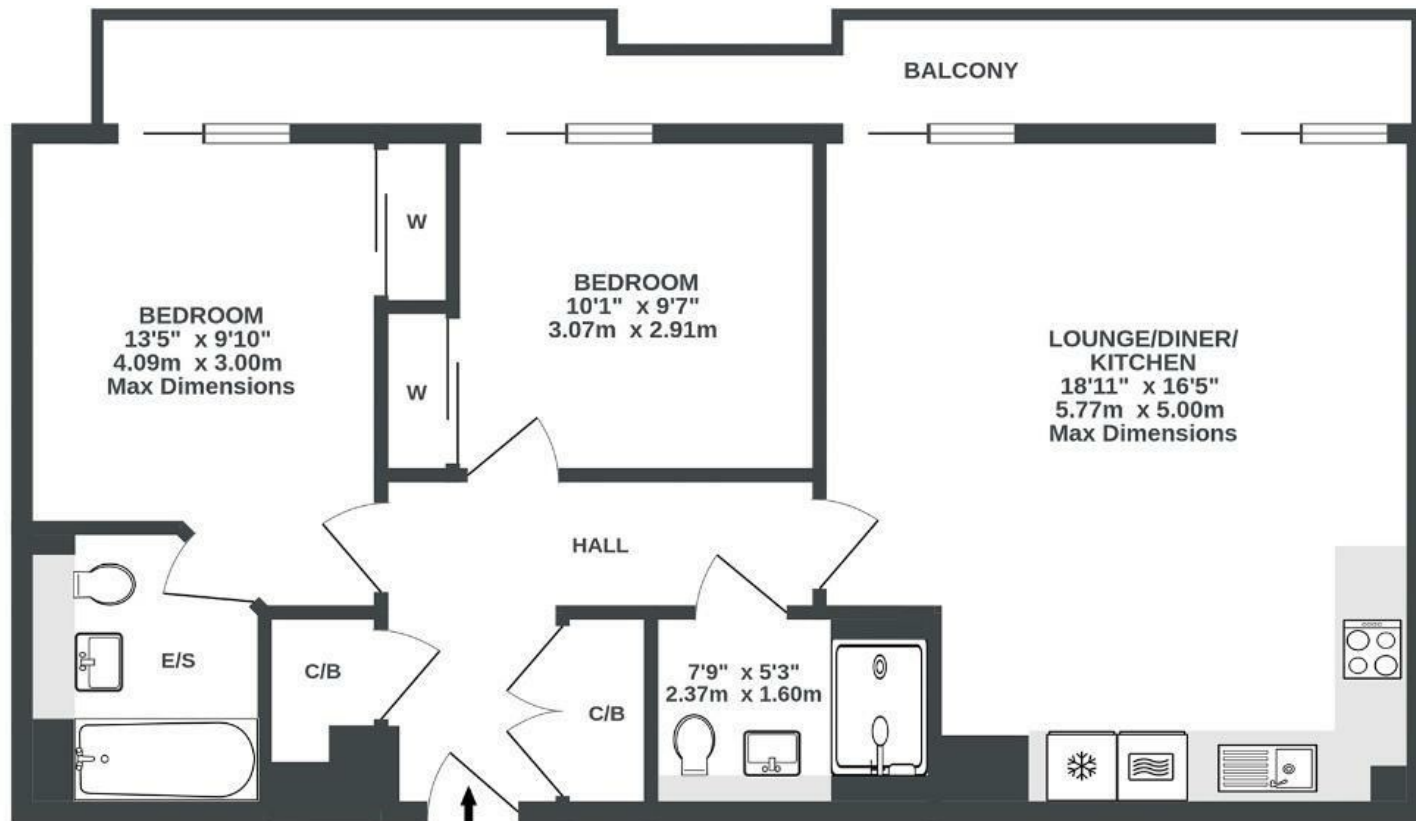 BALCONY
W
BEDROOM
13'5" x 9'10"
4.09m x 3.00m
Max Dimensions
W
BEDROOM
10'1" x 9'7"
3.07m x 2.91m
LOUNGE/DINER/
KITCHEN
18'11" x 16'5"
5.77m x 5.00m
Max Dimensions
HALL
E/S
C/B
C/B
7'9" x 5'3"
2.37m x 1.60m